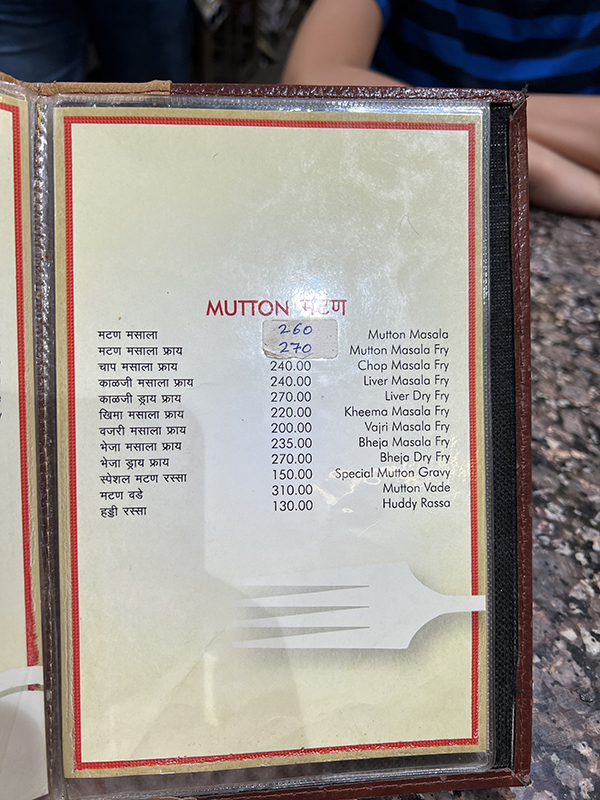 MUTTON मटण
मटण मसाला 260 Mutton Masala
मटण मसाला फ्राय 270 Mutton Masala Fry
चाप मसाला फ्राय 240.00 Chop Masala Fry
काळजी मसाला फ्राय 240.00 Liver Masala Fry
काळजी ड्राय फ्राय 270.00 Liver Dry Fry
खिमा मसाला फ्राय 220.00 Kheema Masala Fry
वजरी मसाला फ्राय 200.00 Vajri Masala Fry
भेजा मसाला फ्राय 235.00 Bheja Masala Fry
भेजा ड्राय फ्राय 270.00 Bheja Dry Fry
स्पेशल मटण रस्सा 150.00 Special Mutton Gravy
मटण वडे 310.00 Mutton Vade
हड्डी रस्सा 130.00 Huddy Rassa